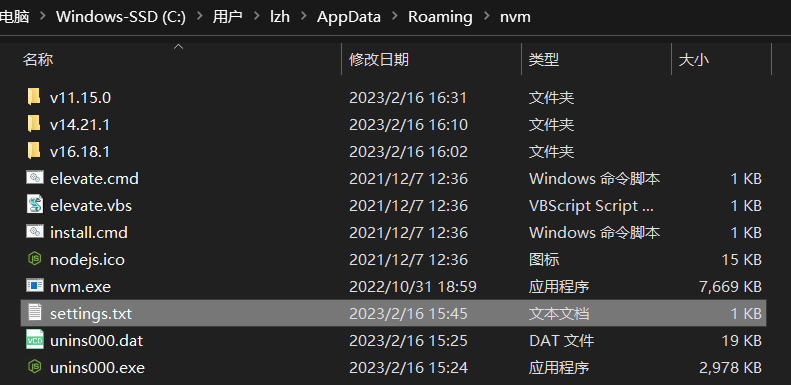 电脑 > Windows-SSD (C:) > 用户 > lzh > AppData > Roaming > nvm
名称 修改日期 类型 大小
v11.15.0 2023/2/16 16:31 文件夹
v14.21.1 2023/2/16 16:10 文件夹
v16.18.1 2023/2/16 16:02 文件夹
elevate.cmd 2021/12/7 12:36 Windows 命令脚本 1 KB
elevate.vbs 2021/12/7 12:36 VBScript Script ... 1 KB
install.cmd 2021/12/7 12:36 Windows 命令脚本 1 KB
nodejs.ico 2021/12/7 12:36 图标 15 KB
nvm.exe 2022/10/31 18:59 应用程序 7,669 KB
settings.txt 2023/2/16 15:45 文本文档 1 KB
unins000.dat 2023/2/16 15:25 DAT 文件 19 KB
unins000.exe 2023/2/16 15:24 应用程序 2,978 KB